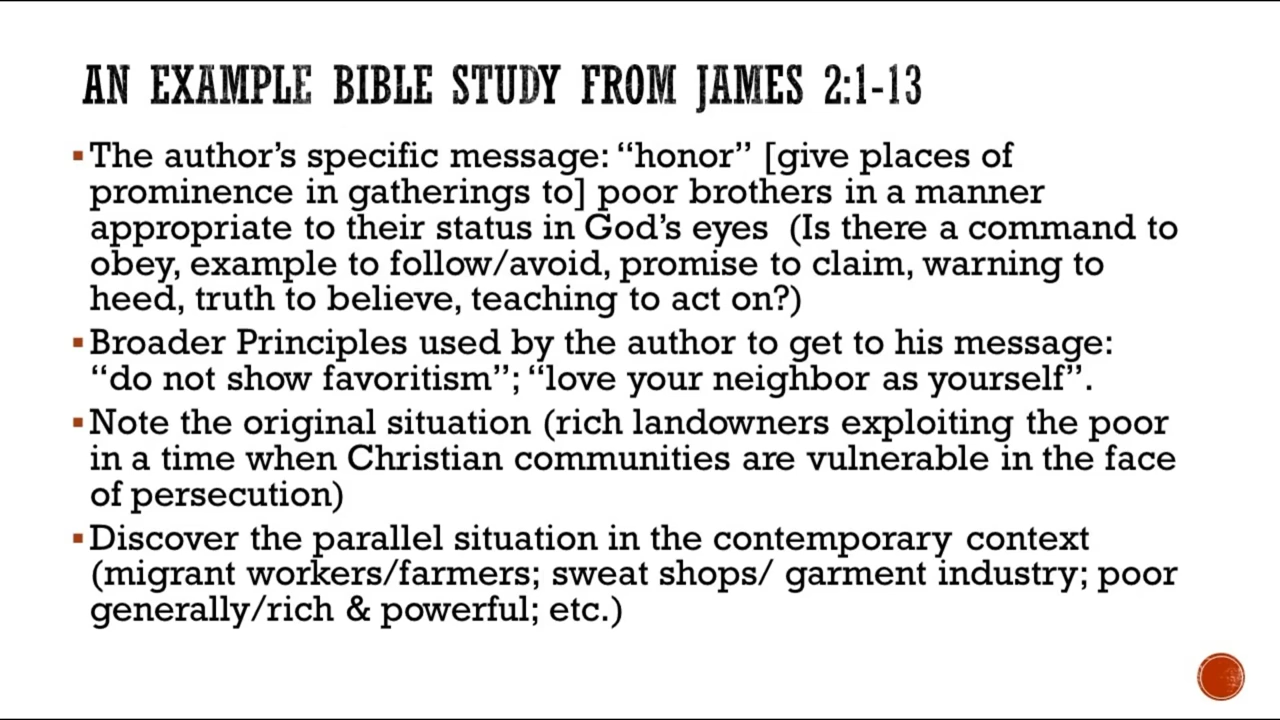 AN EXAMPLE BIBLE STUDY FROM JAMES 2:1-13
▪The author’s specific message: “honor” [give places of
prominence in gatherings to] poor brothers in a manner
appropriate to their status in God’s eyes  (Is there a command to
obey, example to follow/avoid, promise to claim, warning to
heed, truth to believe, teaching to act on?)
▪Broader Principles used by the author to get to his message:
“do not show favoritism”; “love your neighbor as yourself”.
▪Note the original situation (rich landowners exploiting the poor
in a time when Christian communities are vulnerable in the face
of persecution)
▪Discover the parallel situation in the contemporary context
(migrant workers/farmers; sweat shops/ garment industry; poor
generally/rich & powerful; etc.)